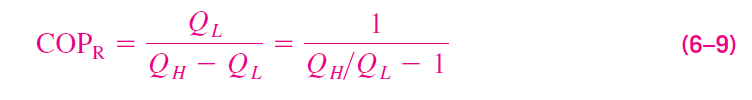 COP_R = Q_L / (Q_H − Q_L) = 1 / (Q_H/Q_L − 1) (6–9)